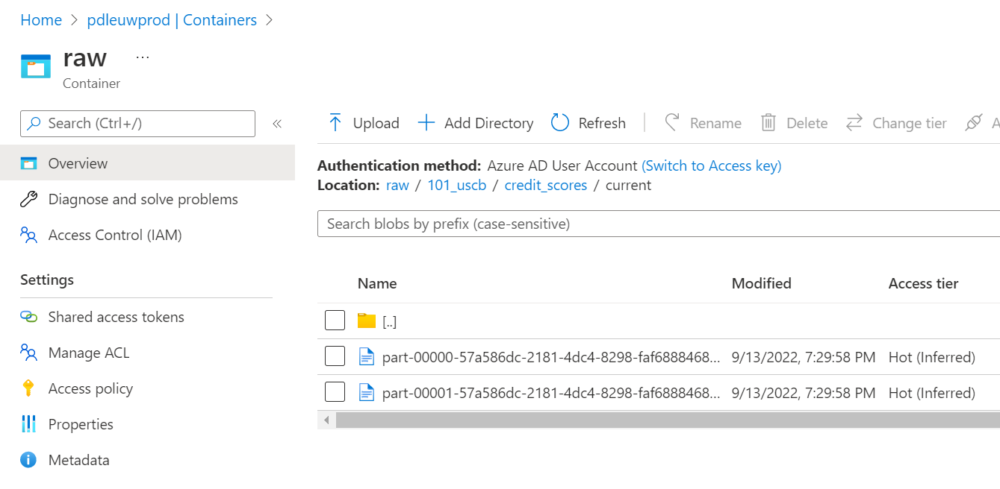 Home > pdleuwprod | Containers >
raw ...
Container
Search (Ctrl+/) «
Overview
Diagnose and solve problems
Access Control (IAM)
Settings
Shared access tokens
Manage ACL
Access policy
Properties
Metadata
Upload Add Directory Refresh Rename Delete Change tier A
Authentication method: Azure AD User Account (Switch to Access key)
Location: raw / 101_uscb / credit_scores / current
Search blobs by prefix (case-sensitive)
Name Modified Access tier
[..]
part-00000-57a586dc-2181-4dc4-8298-faf6888468... 9/13/2022, 7:29:58 PM Hot (Inferred)
part-00001-57a586dc-2181-4dc4-8298-faf6888468... 9/13/2022, 7:29:58 PM Hot (Inferred)